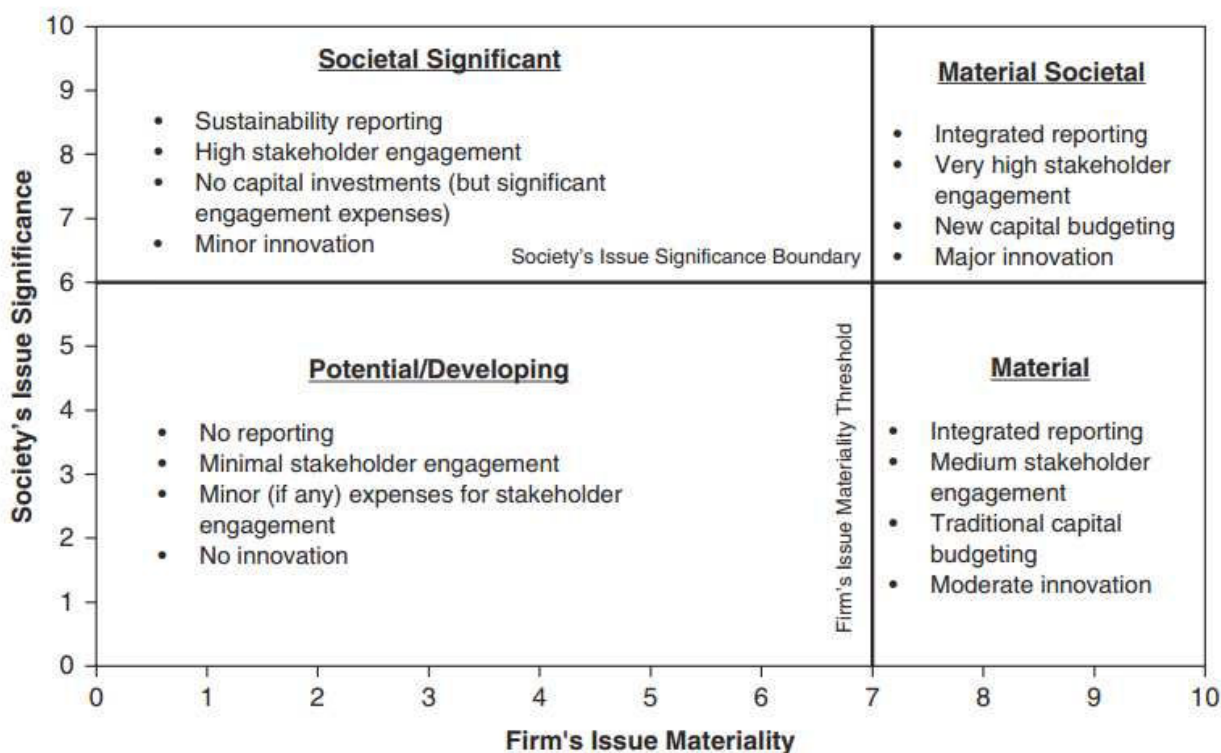 Society's Issue Significance
10
9
8
7
6
5
4
3
2
1
0
Societal Significant
• Sustainability reporting
• High stakeholder engagement
• No capital investments (but significant
engagement expenses)
• Minor innovation
Society's Issue Significance Boundary
Material Societal
• Integrated reporting
• Very high stakeholder
engagement
• New capital budgeting
• Major innovation
Potential/Developing
• No reporting
• Minimal stakeholder engagement
• Minor (if any) expenses for stakeholder
engagement
• No innovation
Firm's Issue Materiality Threshold
Material
• Integrated reporting
• Medium stakeholder
engagement
• Traditional capital
budgeting
• Moderate innovation
0 1 2 3 4 5 6 7 8 9 10
Firm's Issue Materiality